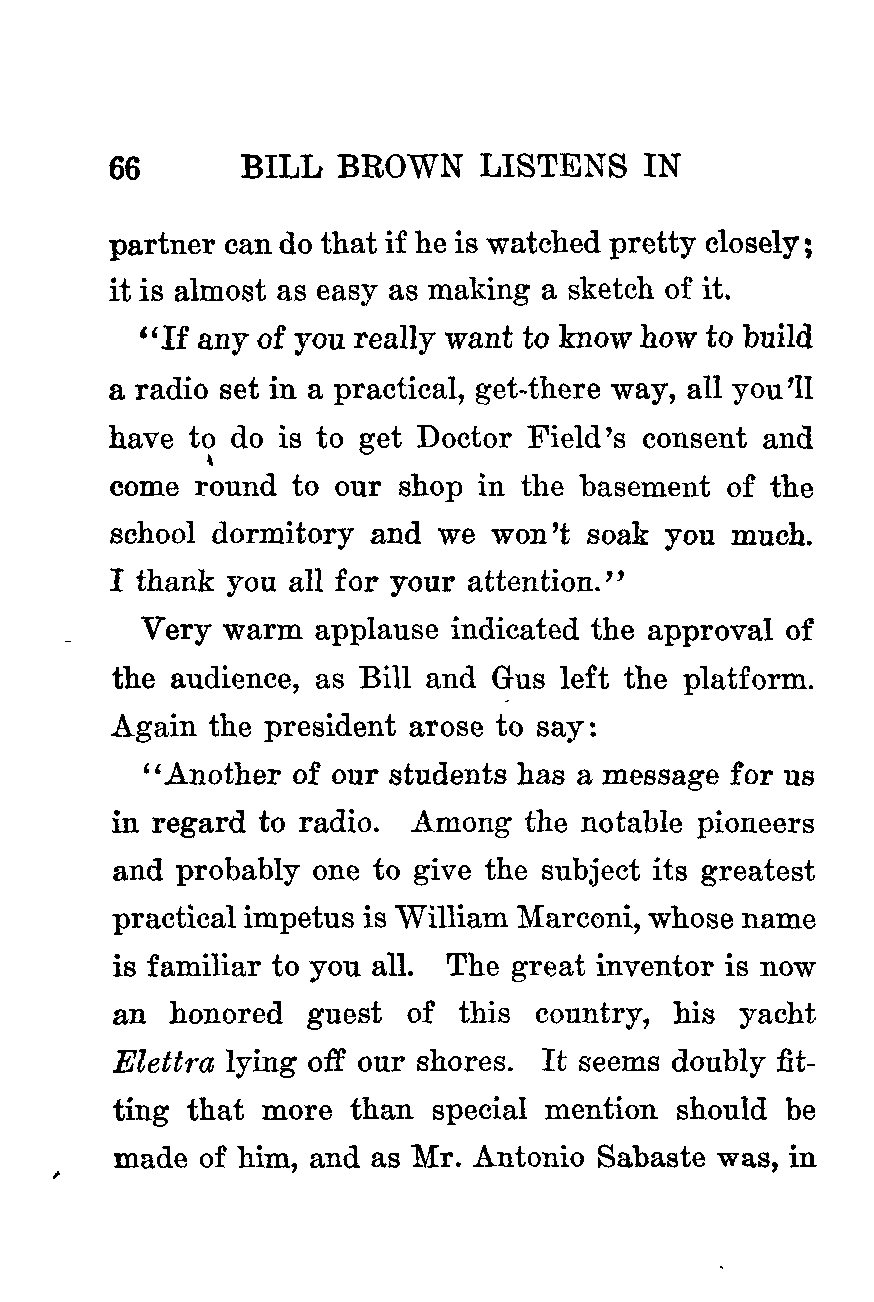 66 BILL BROWN LISTENS IN
partner can do that if he is watched pretty closely;
it is almost as easy as making a sketch of it.
"If any of you really want to know how to build
a radio set in a practical, get-there way, all you'll
have to do is to get Doctor Field's consent and
come round to our shop in the basement of the
school dormitory and we won't soak you much.
I thank you all for your attention."
Very warm applause indicated the approval of
the audience, as Bill and Gus left the platform.
Again the president arose to say:
"Another of our students has a message for us
in regard to radio. Among the notable pioneers
and probably one to give the subject its greatest
practical impetus is William Marconi, whose name
is familiar to you all. The great inventor is now
an honored guest of this country, his yacht
Elettra lying off our shores. It seems doubly fit-
ting that more than special mention should be
made of him, and as Mr. Antonio Sabaste was, in